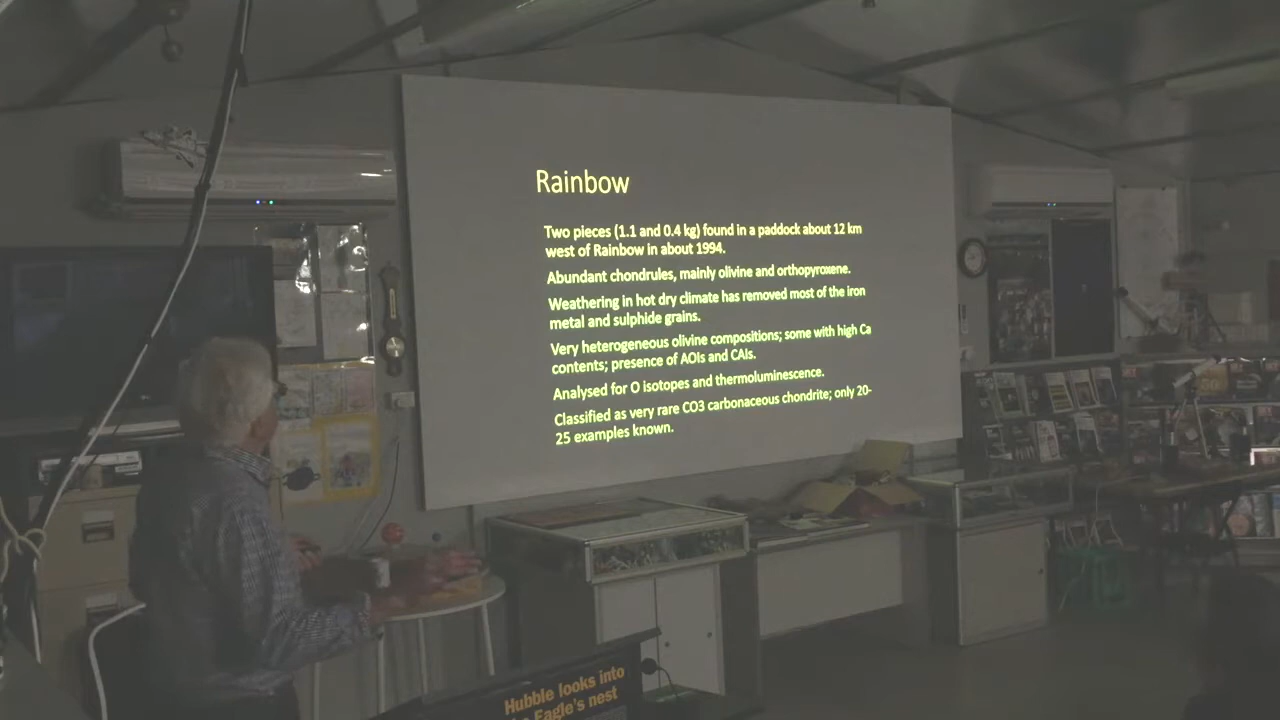 Rainbow
Two pieces (1.1 and 0.4 kg) found in a paddock about 12 km
west of Rainbow in about 1994.
Abundant chondrules, mainly olivine and orthopyroxene.
Weathering in hot dry climate has removed most of the iron
metal and sulphide grains.
Very heterogeneous olivine compositions; some with high Ca
contents; presence of AOIs and CAIs.
Analysed for O isotopes and thermoluminescence.
Classified as very rare CO3 carbonaceous chondrite; only 20-
25 examples known.
Hubble looks into
Eagle's nest